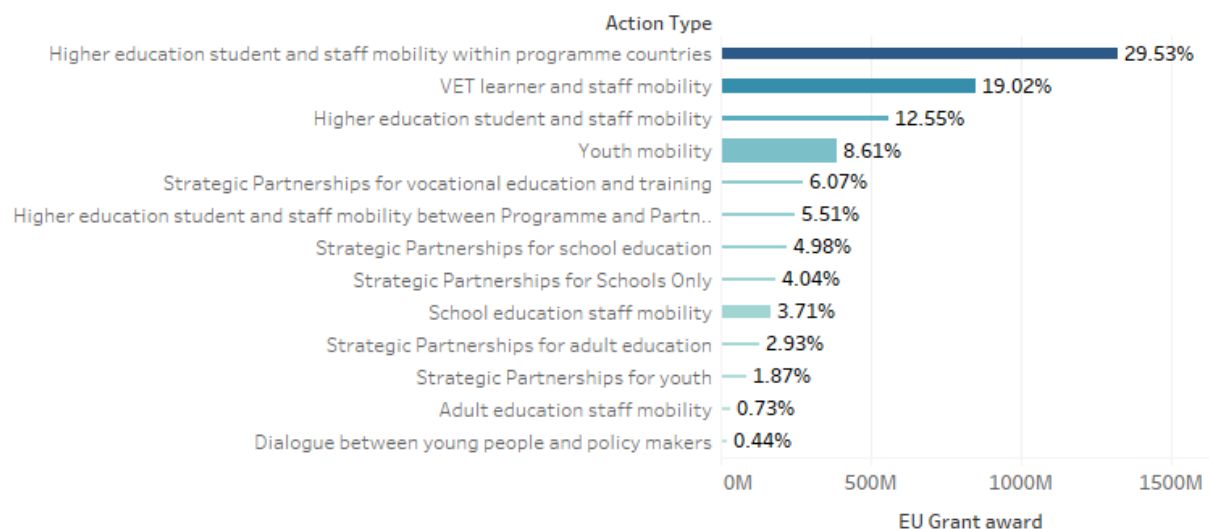 Action Type
Higher education student and staff mobility within programme countries 29.53%
VET learner and staff mobility 19.02%
Higher education student and staff mobility 12.55%
Youth mobility 8.61%
Strategic Partnerships for vocational education and training 6.07%
Higher education student and staff mobility between Programme and Partn.. 5.51%
Strategic Partnerships for school education 4.98%
Strategic Partnerships for Schools Only 4.04%
School education staff mobility 3.71%
Strategic Partnerships for adult education 2.93%
Strategic Partnerships for youth 1.87%
Adult education staff mobility 0.73%
Dialogue between young people and policy makers 0.44%
0M 500M 1000M 1500M
EU Grant award